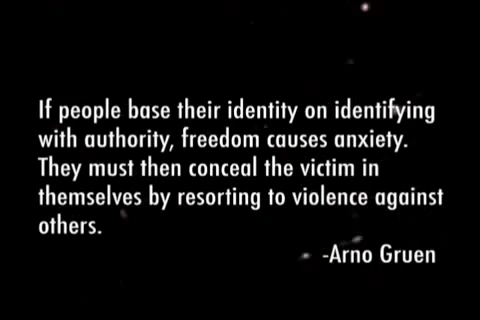 If people base their identity on identifying
with authority, freedom causes anxiety.
They must then conceal the victim in
themselves by resorting to violence against
others.
-Arno Gruen